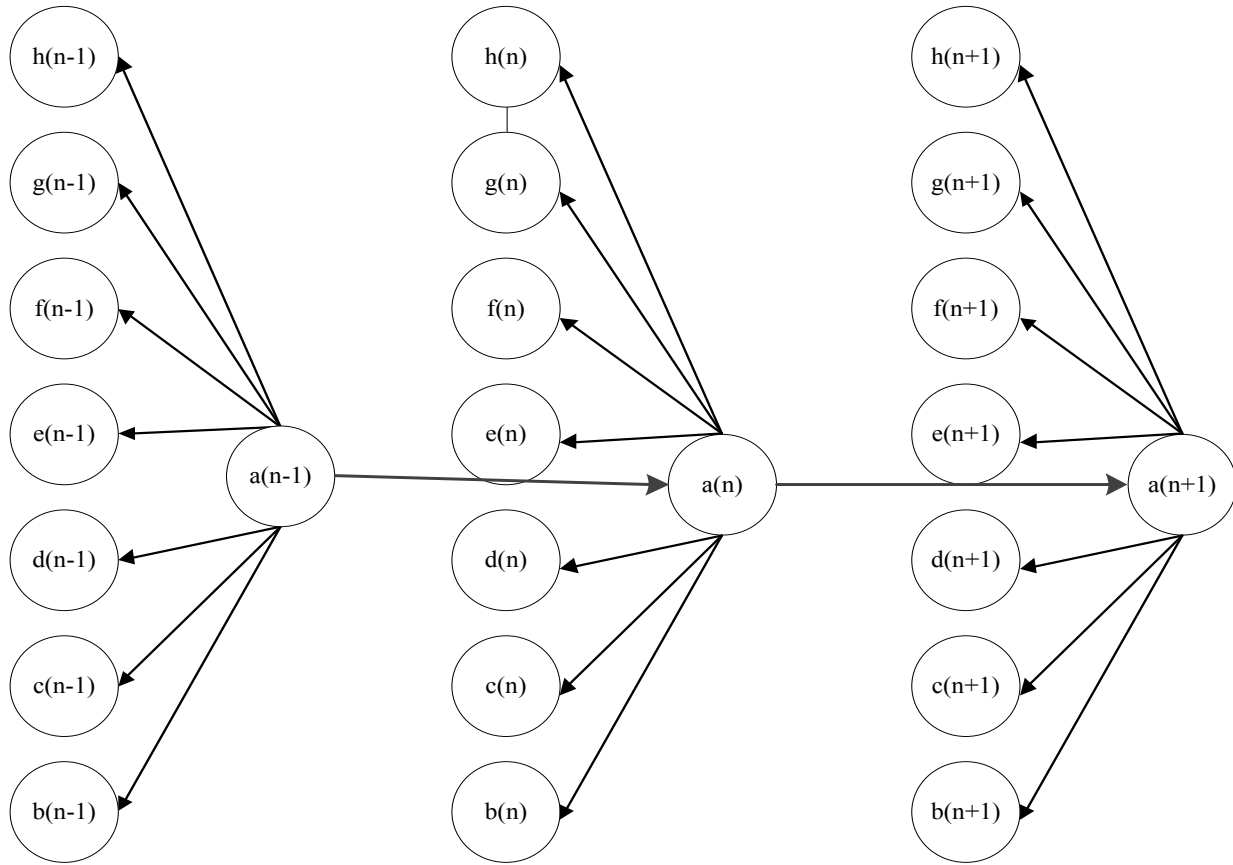 h(n-1)
h(n)
h(n+1)
g(n-1)
g(n)
g(n+1)
f(n-1)
f(n)
f(n+1)
e(n-1)
e(n)
e(n+1)
a(n-1)
a(n)
a(n+1)
d(n-1)
d(n)
d(n+1)
c(n-1)
c(n)
c(n+1)
b(n-1)
b(n)
b(n+1)